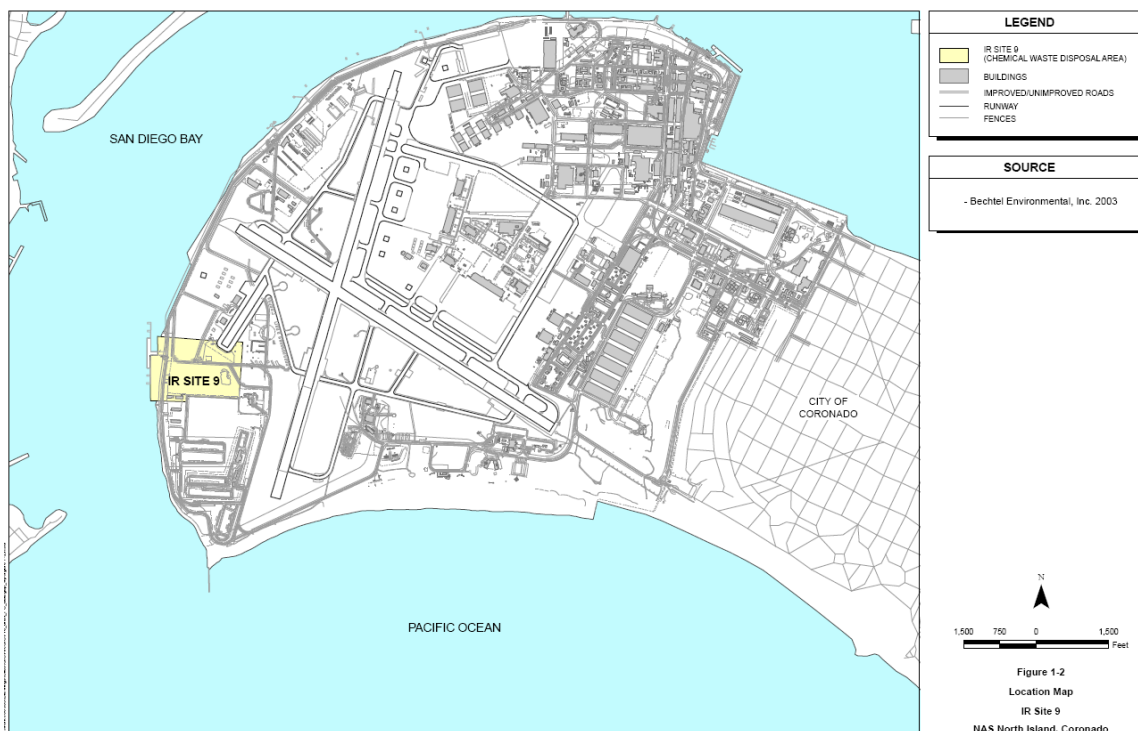 SAN DIEGO BAY
IR SITE 9
CITY OF
CORONADO
PACIFIC OCEAN
LEGEND
IR SITE 9
(CHEMICAL WASTE DISPOSAL AREA)
BUILDINGS
IMPROVED/UNIMPROVED ROADS
RUNWAY
FENCES
SOURCE
- Bechtel Environmental, Inc. 2003
N
1,500 750 0 1,500
Feet
Figure 1-2
Location Map
IR Site 9
NAS North Island, Coronado